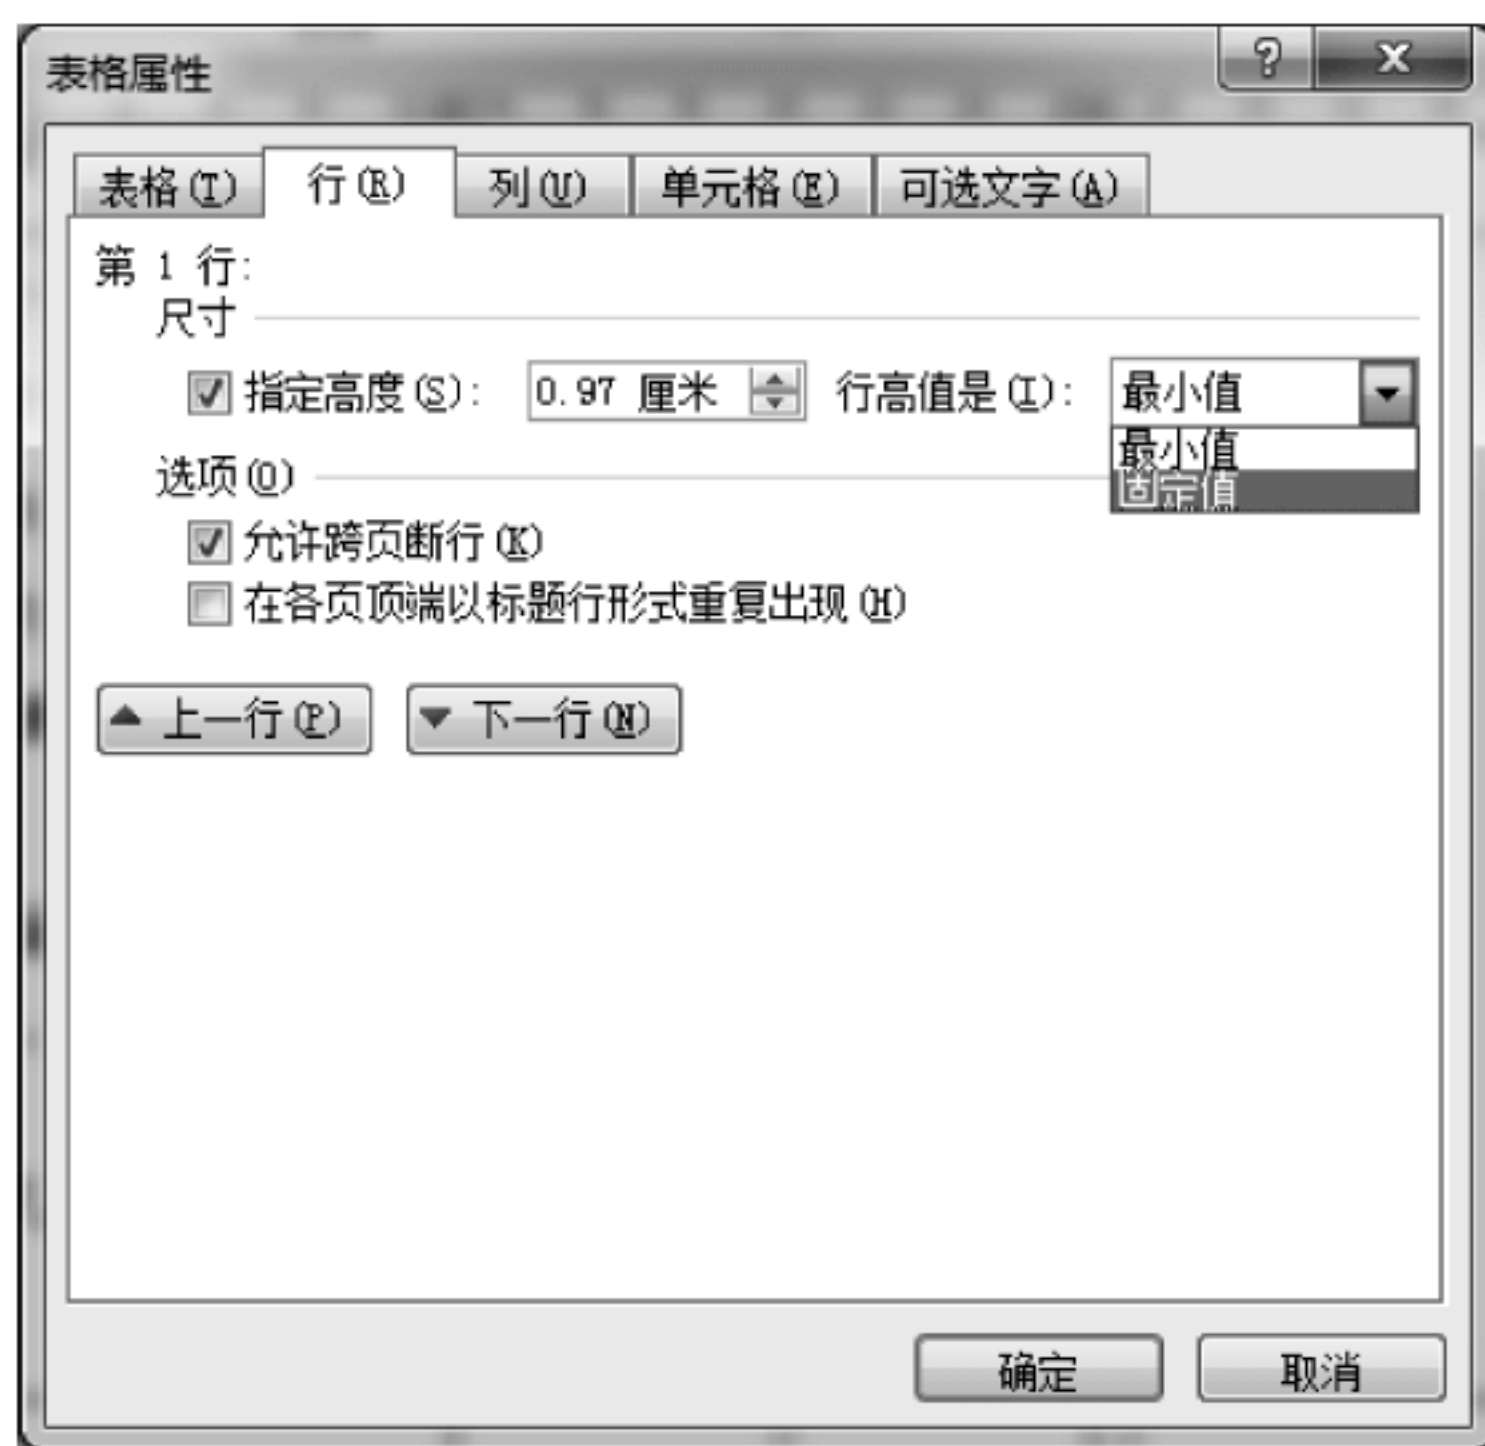 表格属性
? X
表格(T) 行(R) 列(U) 单元格(E) 可选文字(A)
第 1 行:
尺寸
指定高度(S): 0.97 厘米 行高值是(I): 最小值
最小值
选项(O) 固定值
允许跨页断行(K)
在各页顶端以标题行形式重复出现(H)
上一行(P) 下一行(N)
确定 取消